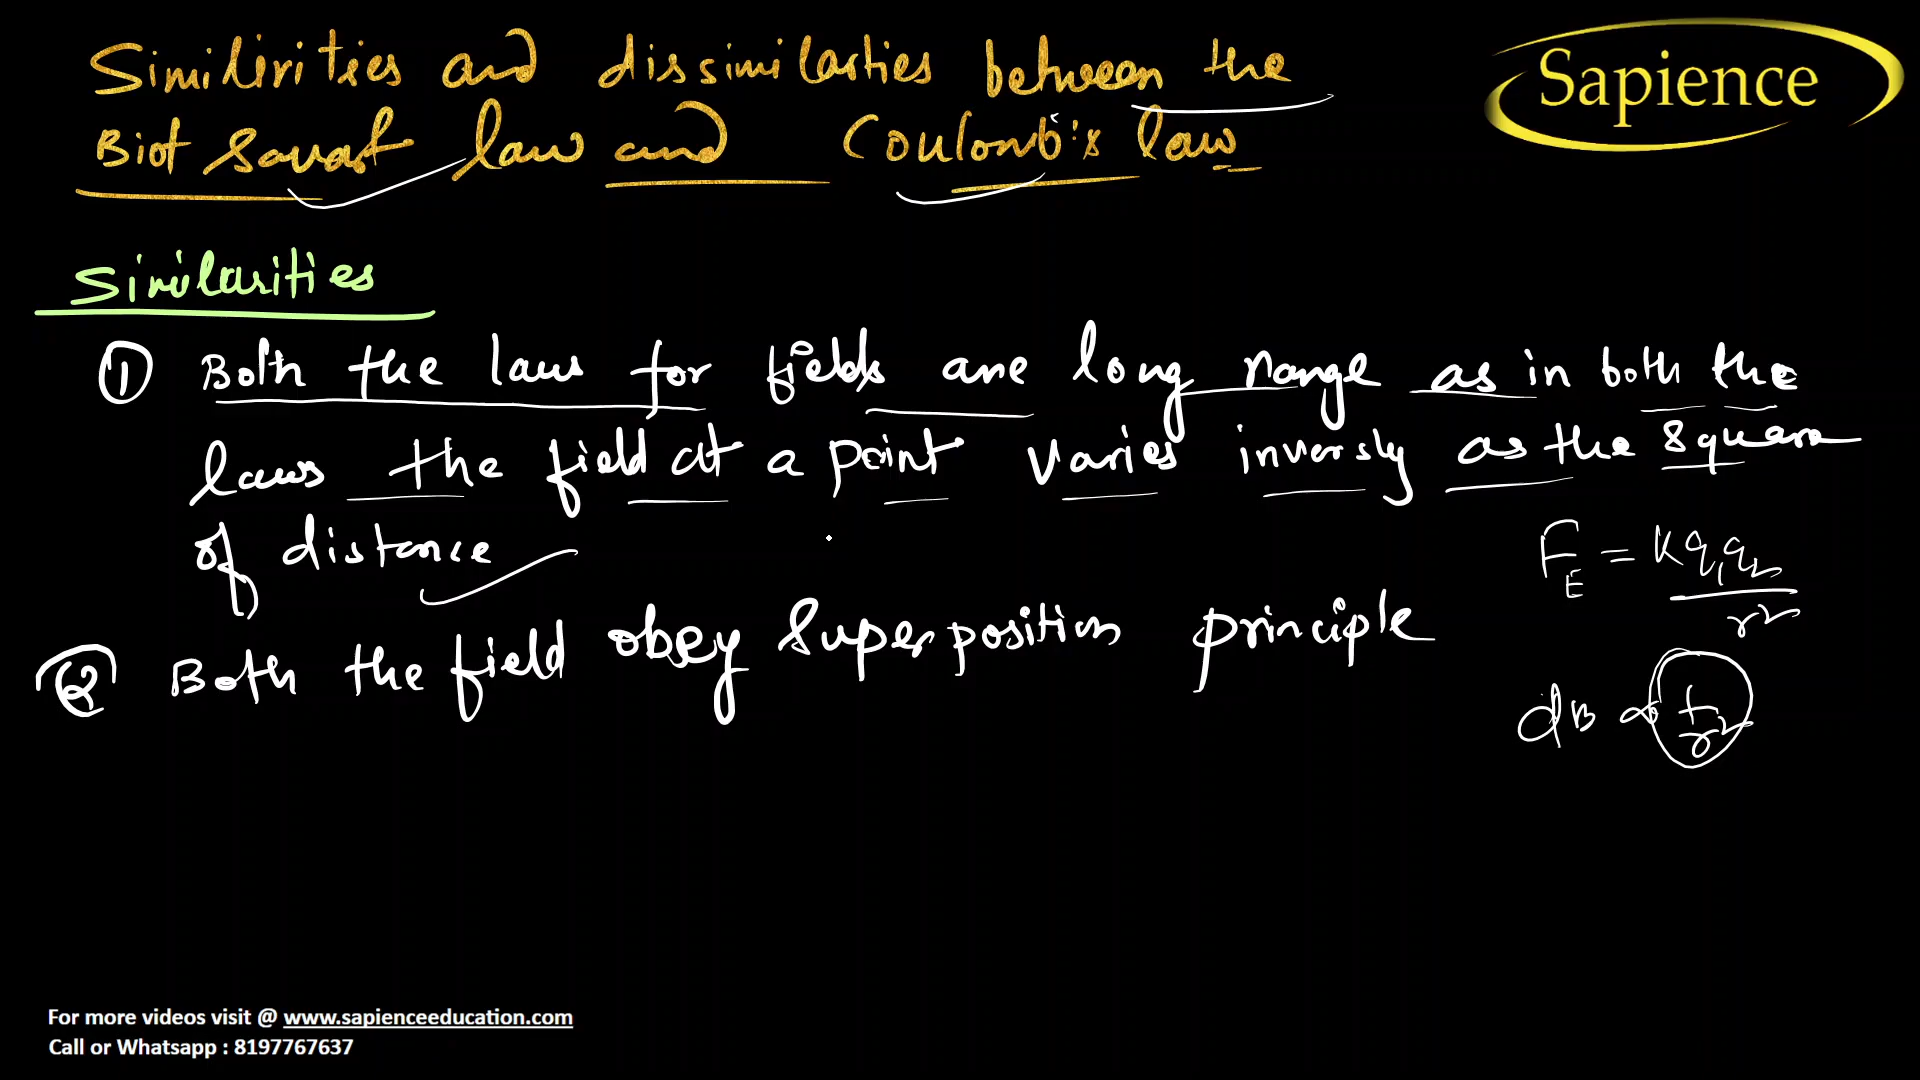 Similirities and dissimilarties between the
Sapience
Biot Savart law and Coulomb's law
Similarities
① Both the laws for fields are long range as in both the
laws the field at a point varies inversly as the square
of distance
F_E = Kq₁q₂ / r²
② Both the field obey Superposition principle
dB ∝ 1/r²
For more videos visit @ www.sapienceeducation.com
Call or Whatsapp : 8197767637